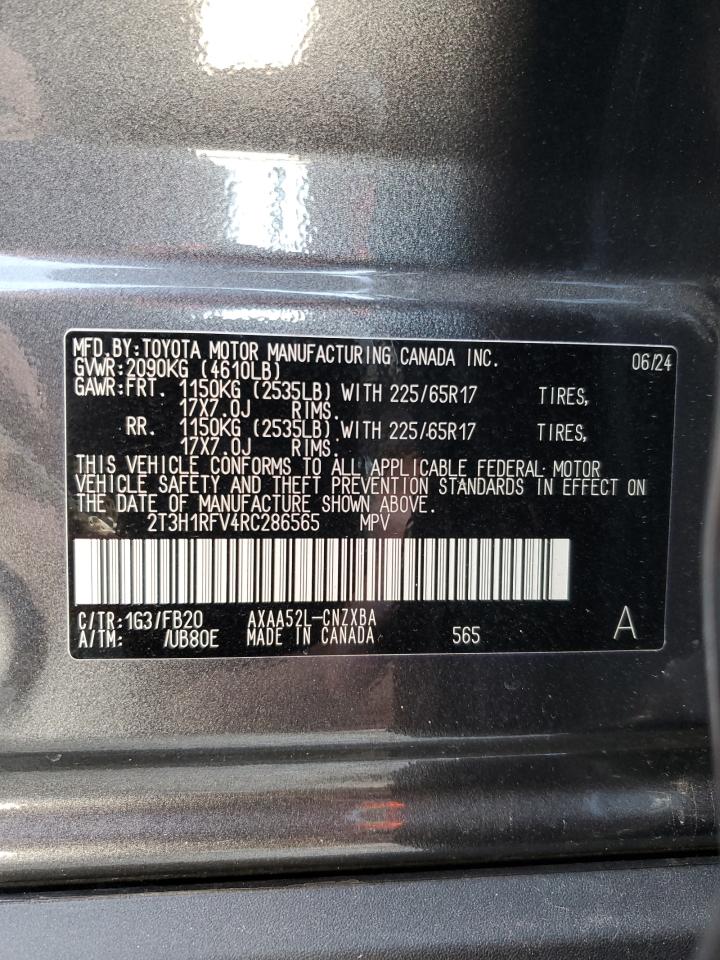 MFD.BY:TOYOTA MOTOR MANUFACTURING CANADA INC. 06/24
GVWR:2090KG (4610LB)
GAWR:FRT. 1150KG (2535LB) WITH 225/65R17 TIRES,
17X7.0J RIMS.
RR. 1150KG (2535LB) WITH 225/65R17 TIRES,
17X7.0J RIMS.
THIS VEHICLE CONFORMS TO ALL APPLICABLE FEDERAL MOTOR
VEHICLE SAFETY AND THEFT PREVENTION STANDARDS IN EFFECT ON
THE DATE OF MANUFACTURE SHOWN ABOVE.
2T3H1RFV4RC286565 MPV
C/TR:1G3/FB20 AXAA52L-CNZXBA
A/TM: /UB80E MADE IN CANADA 565 A